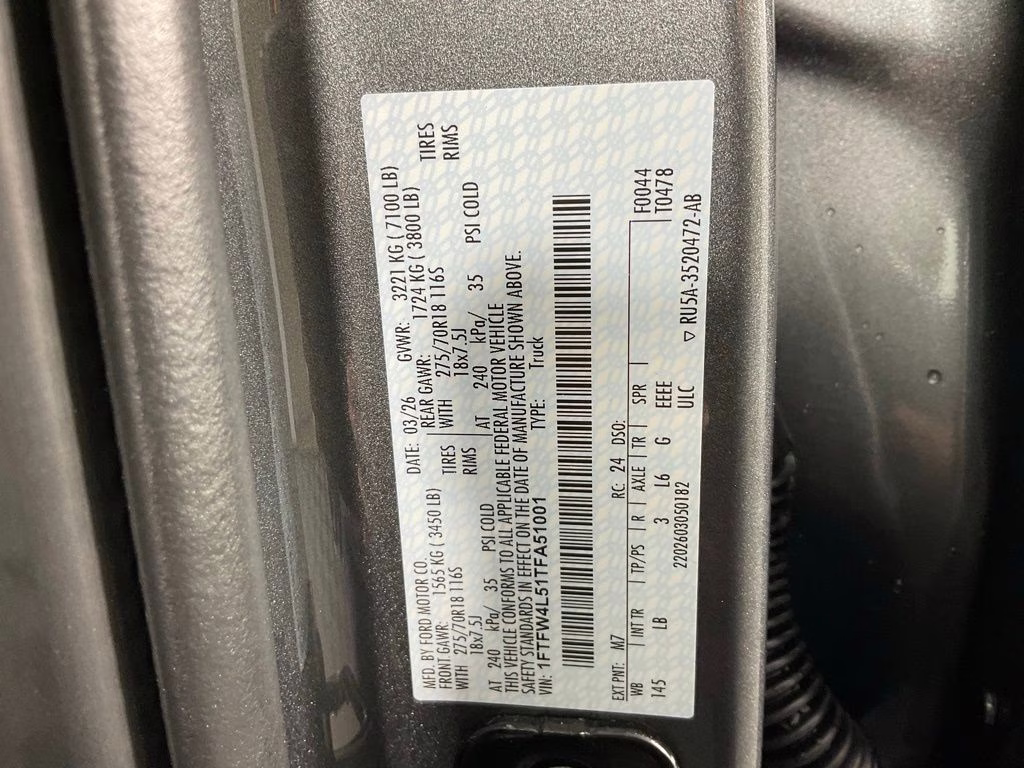 MFD. BY FORD MOTOR CO. DATE: 03/26 GVWR: 3221 KG ( 7100 LB)
FRONT GAWR: 1565 KG ( 3450 LB) REAR GAWR: 1724 KG ( 3800 LB)
WITH 275/70R18 116S TIRES WITH 275/70R18 116S TIRES
18x7.5J RIMS 18x7.5J RIMS
AT 240 kPa/ 35 PSI COLD AT 240 kPa/ 35 PSI COLD
THIS VEHICLE CONFORMS TO ALL APPLICABLE FEDERAL MOTOR VEHICLE
SAFETY STANDARDS IN EFFECT ON THE DATE OF MANUFACTURE SHOWN ABOVE.
VIN: 1FTFW4L51TFA51001 TYPE: Truck
EXT PNT: M7 RC: 24 DSO: F0044
WB | INT TR | TP/PS | R | AXLE | TR | SPR | T0478
145 LB 3 L6 G EEEE
2202603050182 ULC ▽ RU5A-3520472-AB